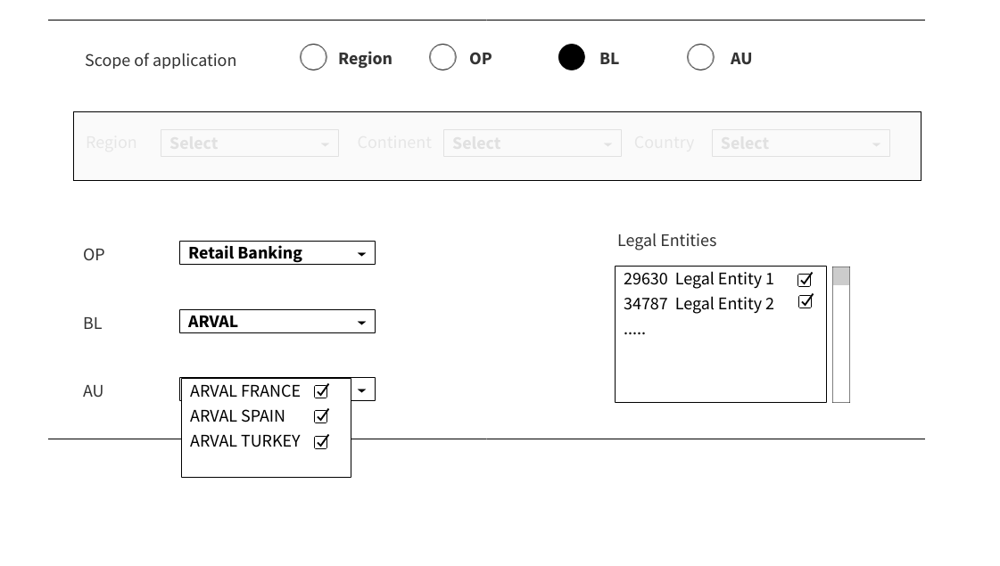 Scope of application Region OP BL AU
Region Select Continent Select Country Select
OP Retail Banking
BL ARVAL
AU
ARVAL FRANCE
ARVAL SPAIN
ARVAL TURKEY
Legal Entities
29630 Legal Entity 1
34787 Legal Entity 2
.....